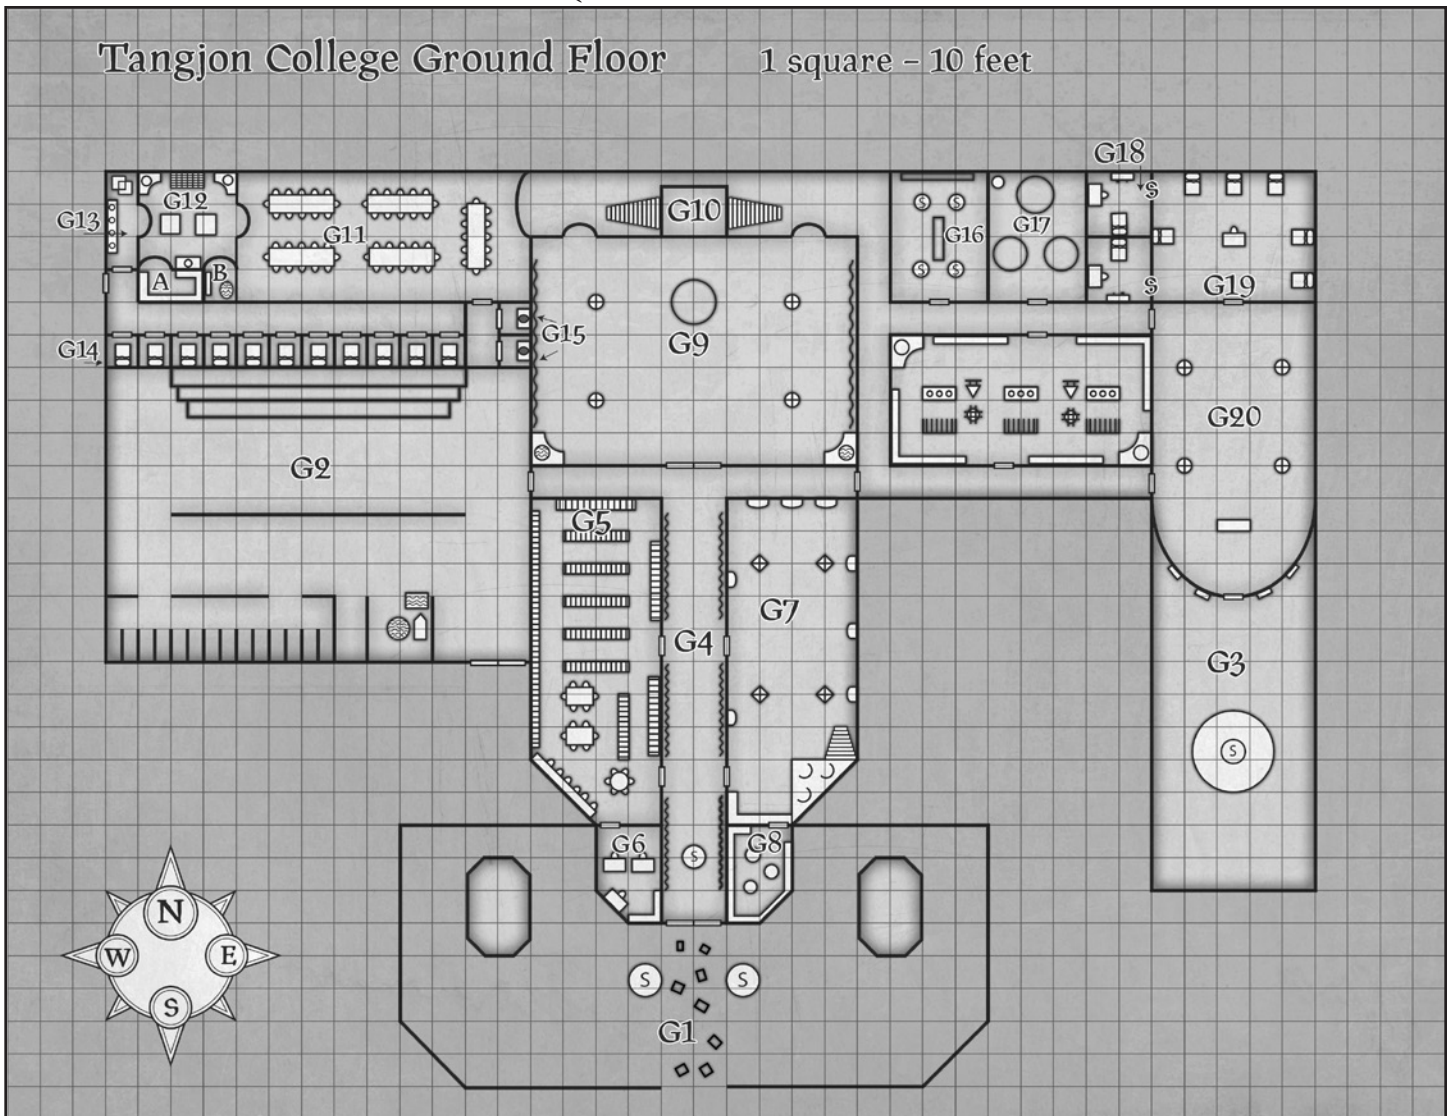 Tangjon College Ground Floor
1 square – 10 feet
G18
S
G12
G13
G11
G10
S S
G16
G17
A
B
S S
S
G19
G15
G14
G9
G20
G2
G5
G7
G4
G3
S
G6
G8
S
N
W
E
S
S
S
G1